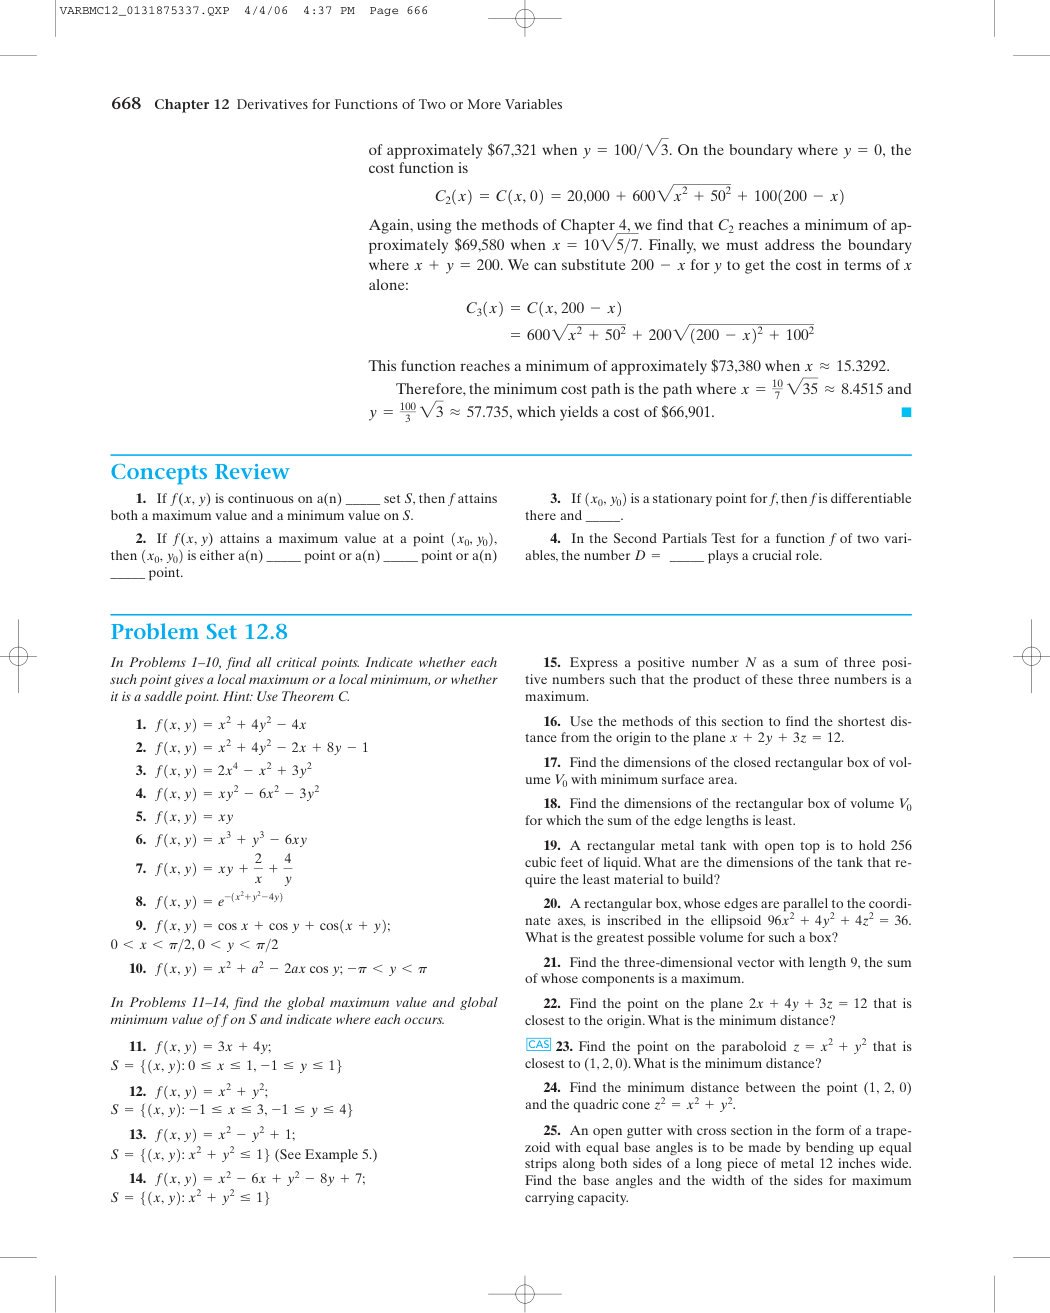 VARBMC12_0131875337.QXP 4/4/06 4:37 PM Page 666
668 Chapter 12 Derivatives for Functions of Two or More Variables
of approximately $67,321 when y = 100/√3. On the boundary where y = 0, the
cost function is
C₂(x) = C(x, 0) = 20,000 + 600√(x² + 50²) + 100(200 − x)
Again, using the methods of Chapter 4, we find that C₂ reaches a minimum of ap-
proximately $69,580 when x = 10√(5/7). Finally, we must address the boundary
where x + y = 200. We can substitute 200 − x for y to get the cost in terms of x
alone:
C₃(x) = C(x, 200 − x)
= 600√(x² + 50²) + 200√((200 − x)² + 100²)
This function reaches a minimum of approximately $73,380 when x ≈ 15.3292.
Therefore, the minimum cost path is the path where x = 10/7 √35 ≈ 8.4515 and
y = 100/3 √3 ≈ 57.735, which yields a cost of $66,901. ■
Concepts Review
1. If f(x, y) is continuous on a(n) _____ set S, then f attains
both a maximum value and a minimum value on S.
2. If f(x, y) attains a maximum value at a point (x₀, y₀),
then (x₀, y₀) is either a(n) _____ point or a(n) _____ point or a(n)
_____ point.
3. If (x₀, y₀) is a stationary point for f, then f is differentiable
there and _____.
4. In the Second Partials Test for a function f of two vari-
ables, the number D = _____ plays a crucial role.
Problem Set 12.8
In Problems 1–10, find all critical points. Indicate whether each
such point gives a local maximum or a local minimum, or whether
it is a saddle point. Hint: Use Theorem C.
1. f(x, y) = x² + 4y² − 4x
2. f(x, y) = x² + 4y² − 2x + 8y − 1
3. f(x, y) = 2x⁴ − x² + 3y²
4. f(x, y) = xy² − 6x² − 3y²
5. f(x, y) = xy
6. f(x, y) = x³ + y³ − 6xy
7. f(x, y) = xy + 2/x + 4/y
8. f(x, y) = e^−(x²+y²−4y)
9. f(x, y) = cos x + cos y + cos(x + y);
0 < x < π/2, 0 < y < π/2
10. f(x, y) = x² + a² − 2ax cos y; −π < y < π
In Problems 11–14, find the global maximum value and global
minimum value of f on S and indicate where each occurs.
11. f(x, y) = 3x + 4y;
S = {(x, y): 0 ≤ x ≤ 1, −1 ≤ y ≤ 1}
12. f(x, y) = x² + y²;
S = {(x, y): −1 ≤ x ≤ 3, −1 ≤ y ≤ 4}
13. f(x, y) = x² − y² + 1;
S = {(x, y): x² + y² ≤ 1} (See Example 5.)
14. f(x, y) = x² − 6x + y² − 8y + 7;
S = {(x, y): x² + y² ≤ 1}
15. Express a positive number N as a sum of three posi-
tive numbers such that the product of these three numbers is a
maximum.
16. Use the methods of this section to find the shortest dis-
tance from the origin to the plane x + 2y + 3z = 12.
17. Find the dimensions of the closed rectangular box of vol-
ume V₀ with minimum surface area.
18. Find the dimensions of the rectangular box of volume V₀
for which the sum of the edge lengths is least.
19. A rectangular metal tank with open top is to hold 256
cubic feet of liquid. What are the dimensions of the tank that re-
quire the least material to build?
20. A rectangular box, whose edges are parallel to the coordi-
nate axes, is inscribed in the ellipsoid 96x² + 4y² + 4z² = 36.
What is the greatest possible volume for such a box?
21. Find the three-dimensional vector with length 9, the sum
of whose components is a maximum.
22. Find the point on the plane 2x + 4y + 3z = 12 that is
closest to the origin. What is the minimum distance?
CAS 23. Find the point on the paraboloid z = x² + y² that is
closest to (1, 2, 0). What is the minimum distance?
24. Find the minimum distance between the point (1, 2, 0)
and the quadric cone z² = x² + y².
25. An open gutter with cross section in the form of a trape-
zoid with equal base angles is to be made by bending up equal
strips along both sides of a long piece of metal 12 inches wide.
Find the base angles and the width of the sides for maximum
carrying capacity.